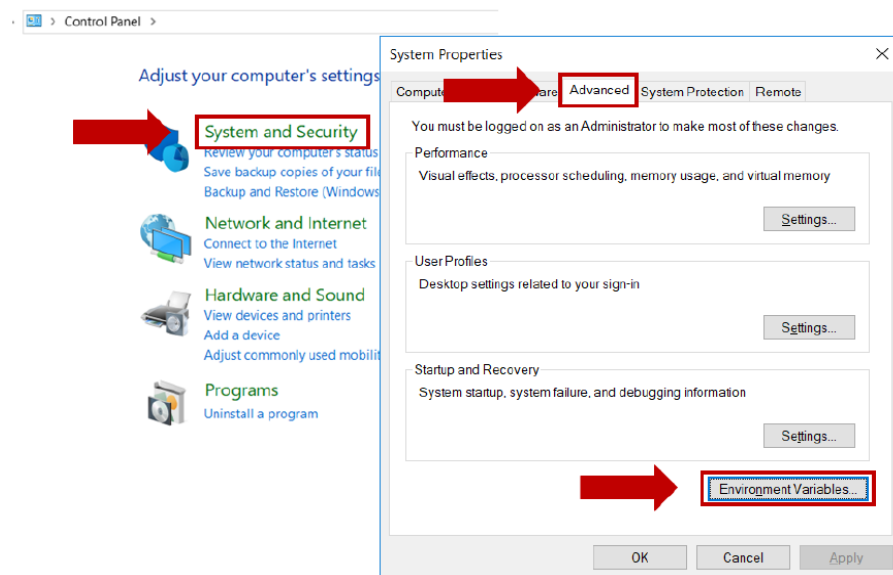 Control Panel
Adjust your computer's settings
System and Security
Review your computer's status
Save backup copies of your
Backup and Restore (Windows
Network and Internet
Connect to the Internet
View network status and tasks
Hardware and Sound
View devices and printers
Add a device
Adjust commonly used
Programs
Uninstall a program
System Properties
Advanced System Protection Remote
You must be logged on as an Administrator to make most of these changes.
Performance
Visual effects, processor scheduling, memory usage, and virtual memory
Settings...
User Profiles
Desktop settings related to your sign-in
Settings...
Startup and Recovery
System startup, system failure, and debugging information
Settings...
Environment Variables...
OK Cancel Apply